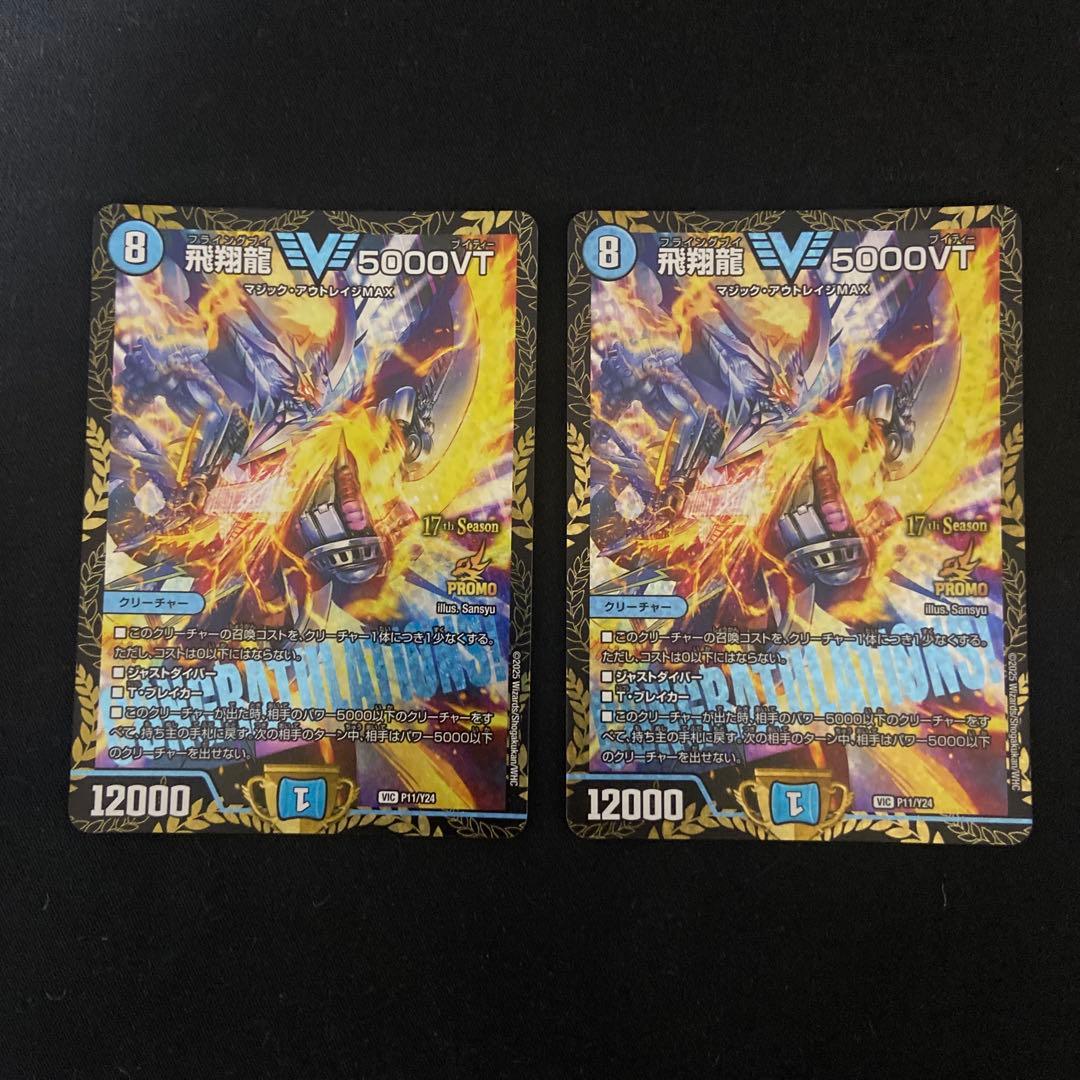 8
フライングブイ
ブイティー
飛翔龍 5000VT
マジック・アウトレイジMAX
17th Season
PROMO
illus. Sansyu
クリーチャー
■このクリーチャーの召喚コストを、クリーチャー1体につき1少なくする。
ただし、コストは0以下にはならない。
■ジャストダイバー
■T・ブレイカー
■このクリーチャーが出た時、相手のパワー5000以下のクリーチャーをす
べて、持ち主の手札に戻す。次の相手のターン中、相手はパワー5000以下
のクリーチャーを出せない。
©2025 Wizards/Shogakukan/WHC
12000
1
VIC P11/Y24
8
フライングブイ
ブイティー
飛翔龍 5000VT
マジック・アウトレイジMAX
17th Season
PROMO
illus. Sansyu
クリーチャー
■このクリーチャーの召喚コストを、クリーチャー1体につき1少なくする。
ただし、コストは0以下にはならない。
■ジャストダイバー
■T・ブレイカー
■このクリーチャーが出た時、相手のパワー5000以下のクリーチャーをす
べて、持ち主の手札に戻す。次の相手のターン中、相手はパワー5000以下
のクリーチャーを出せない。
©2025 Wizards/Shogakukan/WHC
12000
1
VIC P11/Y24